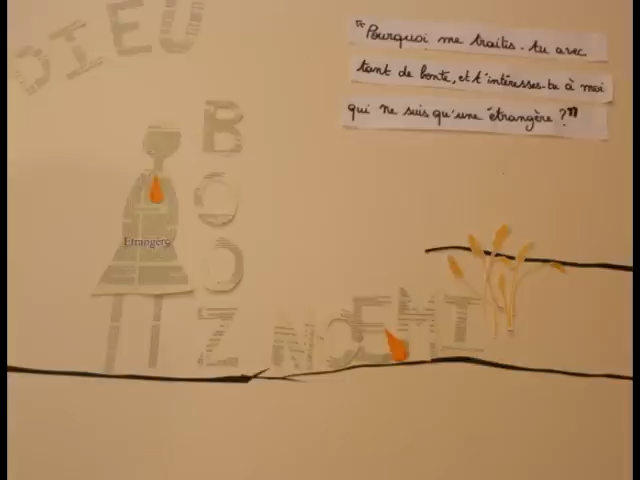 DIEU
"Pourquoi me traites-tu avec
tant de bonté, et t'intéresses-tu à moi
qui ne suis qu'une étrangère ?"
BOOZ
Etrangère
NOEMI